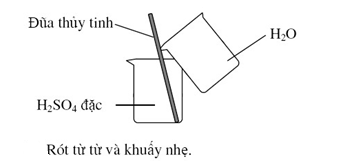 Đũa thủy tinh
H₂O
H₂SO₄ đặc
Rót từ từ và khuấy nhẹ.